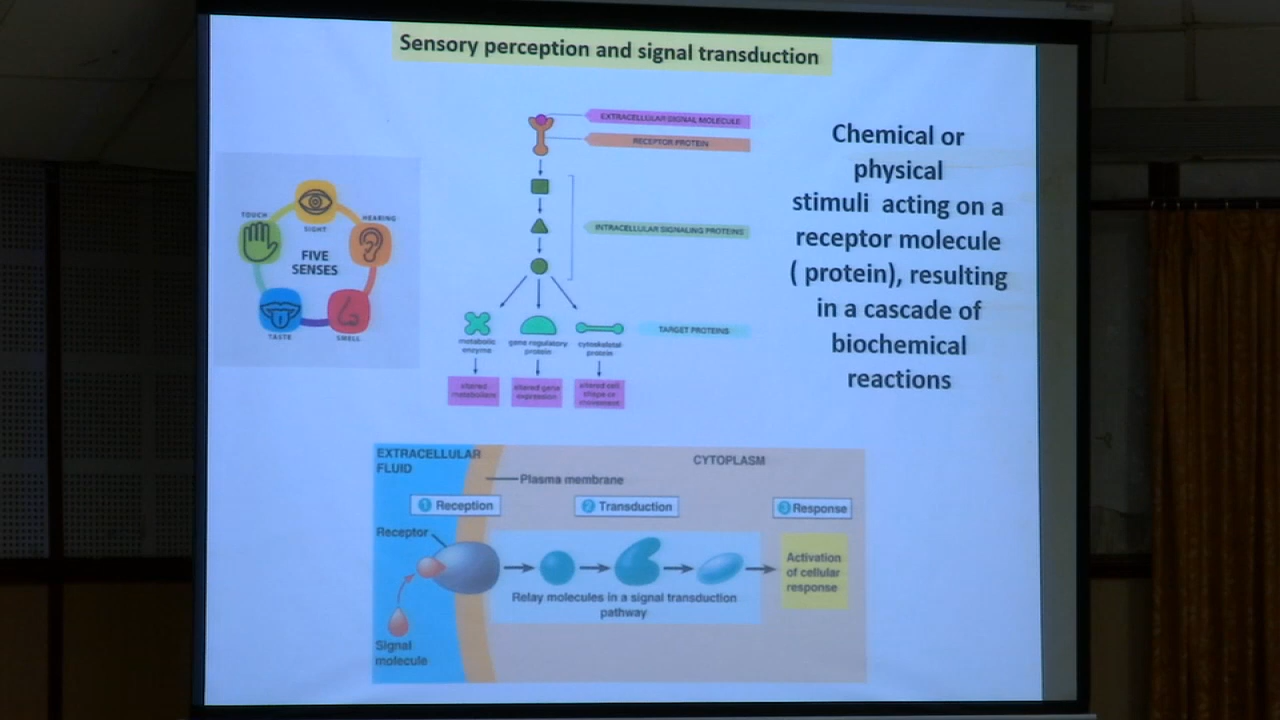 Sensory perception and signal transduction
TOUCH
HEARING
SIGHT
FIVE
SENSES
TASTE
SMELL
EXTRACELLULAR SIGNAL MOLECULE
RECEPTOR PROTEIN
INTRACELLULAR SIGNALING PROTEINS
TARGET PROTEINS
metabolic
enzyme
gene regulatory
protein
cytoskeletal
protein
altered
metabolism
altered gene
expression
altered cell
shape or
movement
Chemical or
physical
stimuli acting on a
receptor molecule
( protein), resulting
in a cascade of
biochemical
reactions
EXTRACELLULAR
FLUID
CYTOPLASM
Plasma membrane
1 Reception
2 Transduction
3 Response
Receptor
Activation
of cellular
response
Relay molecules in a signal transduction
pathway
Signal
molecule